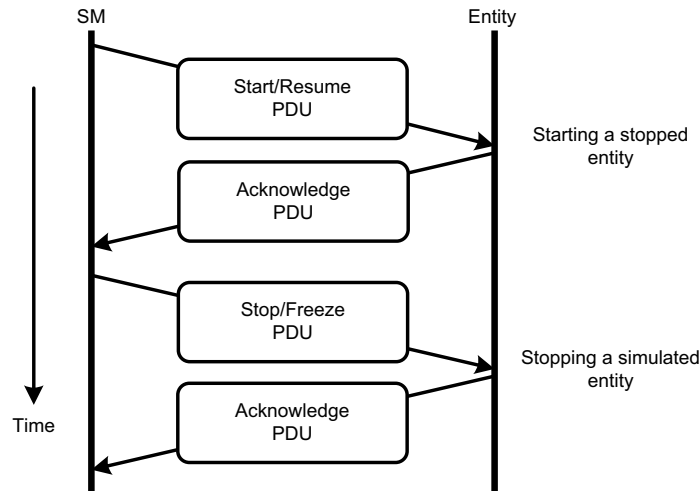 SM
Entity
Start/Resume
PDU
Starting a stopped
entity
Acknowledge
PDU
Stop/Freeze
PDU
Stopping a simulated
entity
Acknowledge
PDU
Time